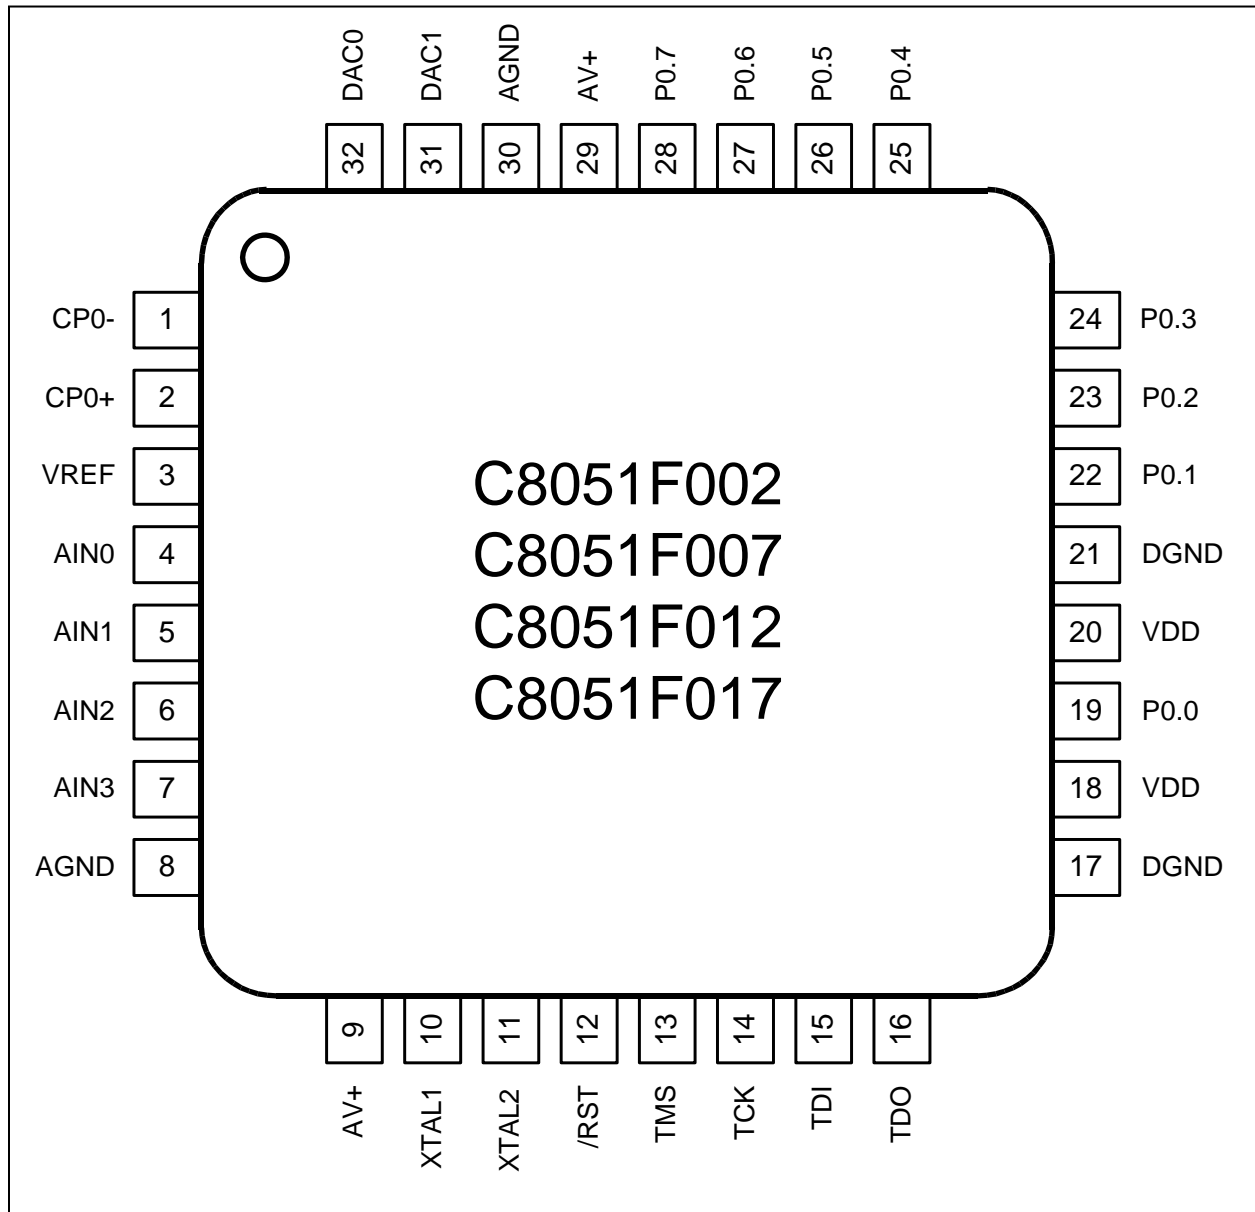 DAC0 DAC1 AGND AV+ P0.7 P0.6 P0.5 P0.4
32 31 30 29 28 27 26 25
CP0- 1 24 P0.3
CP0+ 2 23 P0.2
VREF 3 22 P0.1
AIN0 4 21 DGND
AIN1 5 20 VDD
AIN2 6 19 P0.0
AIN3 7 18 VDD
AGND 8 17 DGND
C8051F002
C8051F007
C8051F012
C8051F017
9 10 11 12 13 14 15 16
AV+ XTAL1 XTAL2 /RST TMS TCK TDI TDO